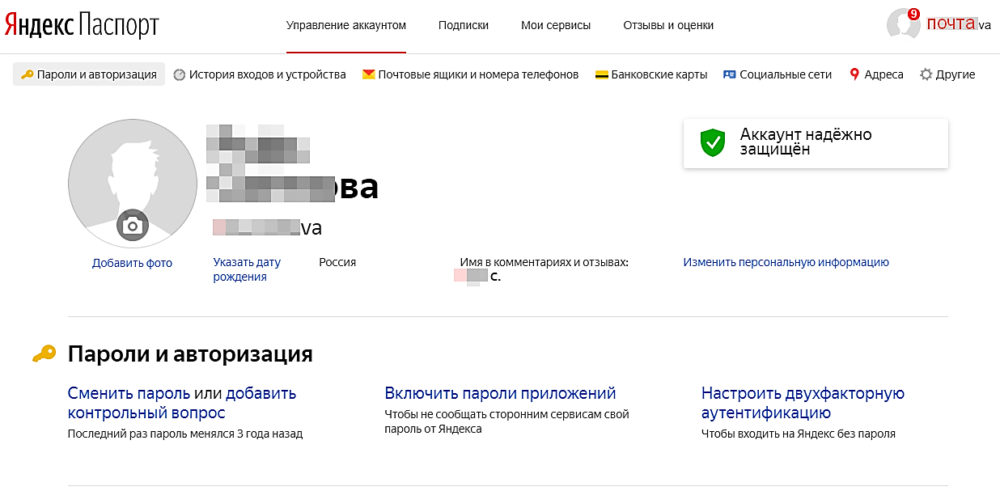 Яндекс Паспорт
Управление аккаунтом Подписки Мои сервисы Отзывы и оценки
9
почта va
Пароли и авторизация История входов и устройства Почтовые ящики и номера телефонов Банковские карты Социальные сети Адреса Другие
Аккаунт надёжно
защищён
ова
va
Добавить фото
Указать дату
рождения
Россия
Имя в комментариях и отзывах:
с.
Изменить персональную информацию
Пароли и авторизация
Сменить пароль или добавить
контрольный вопрос
Последний раз пароль менялся 3 года назад
Включить пароли приложений
Чтобы не сообщать сторонним сервисам свой
пароль от Яндекса
Настроить двухфакторную
аутентификацию
Чтобы входить на Яндекс без пароля